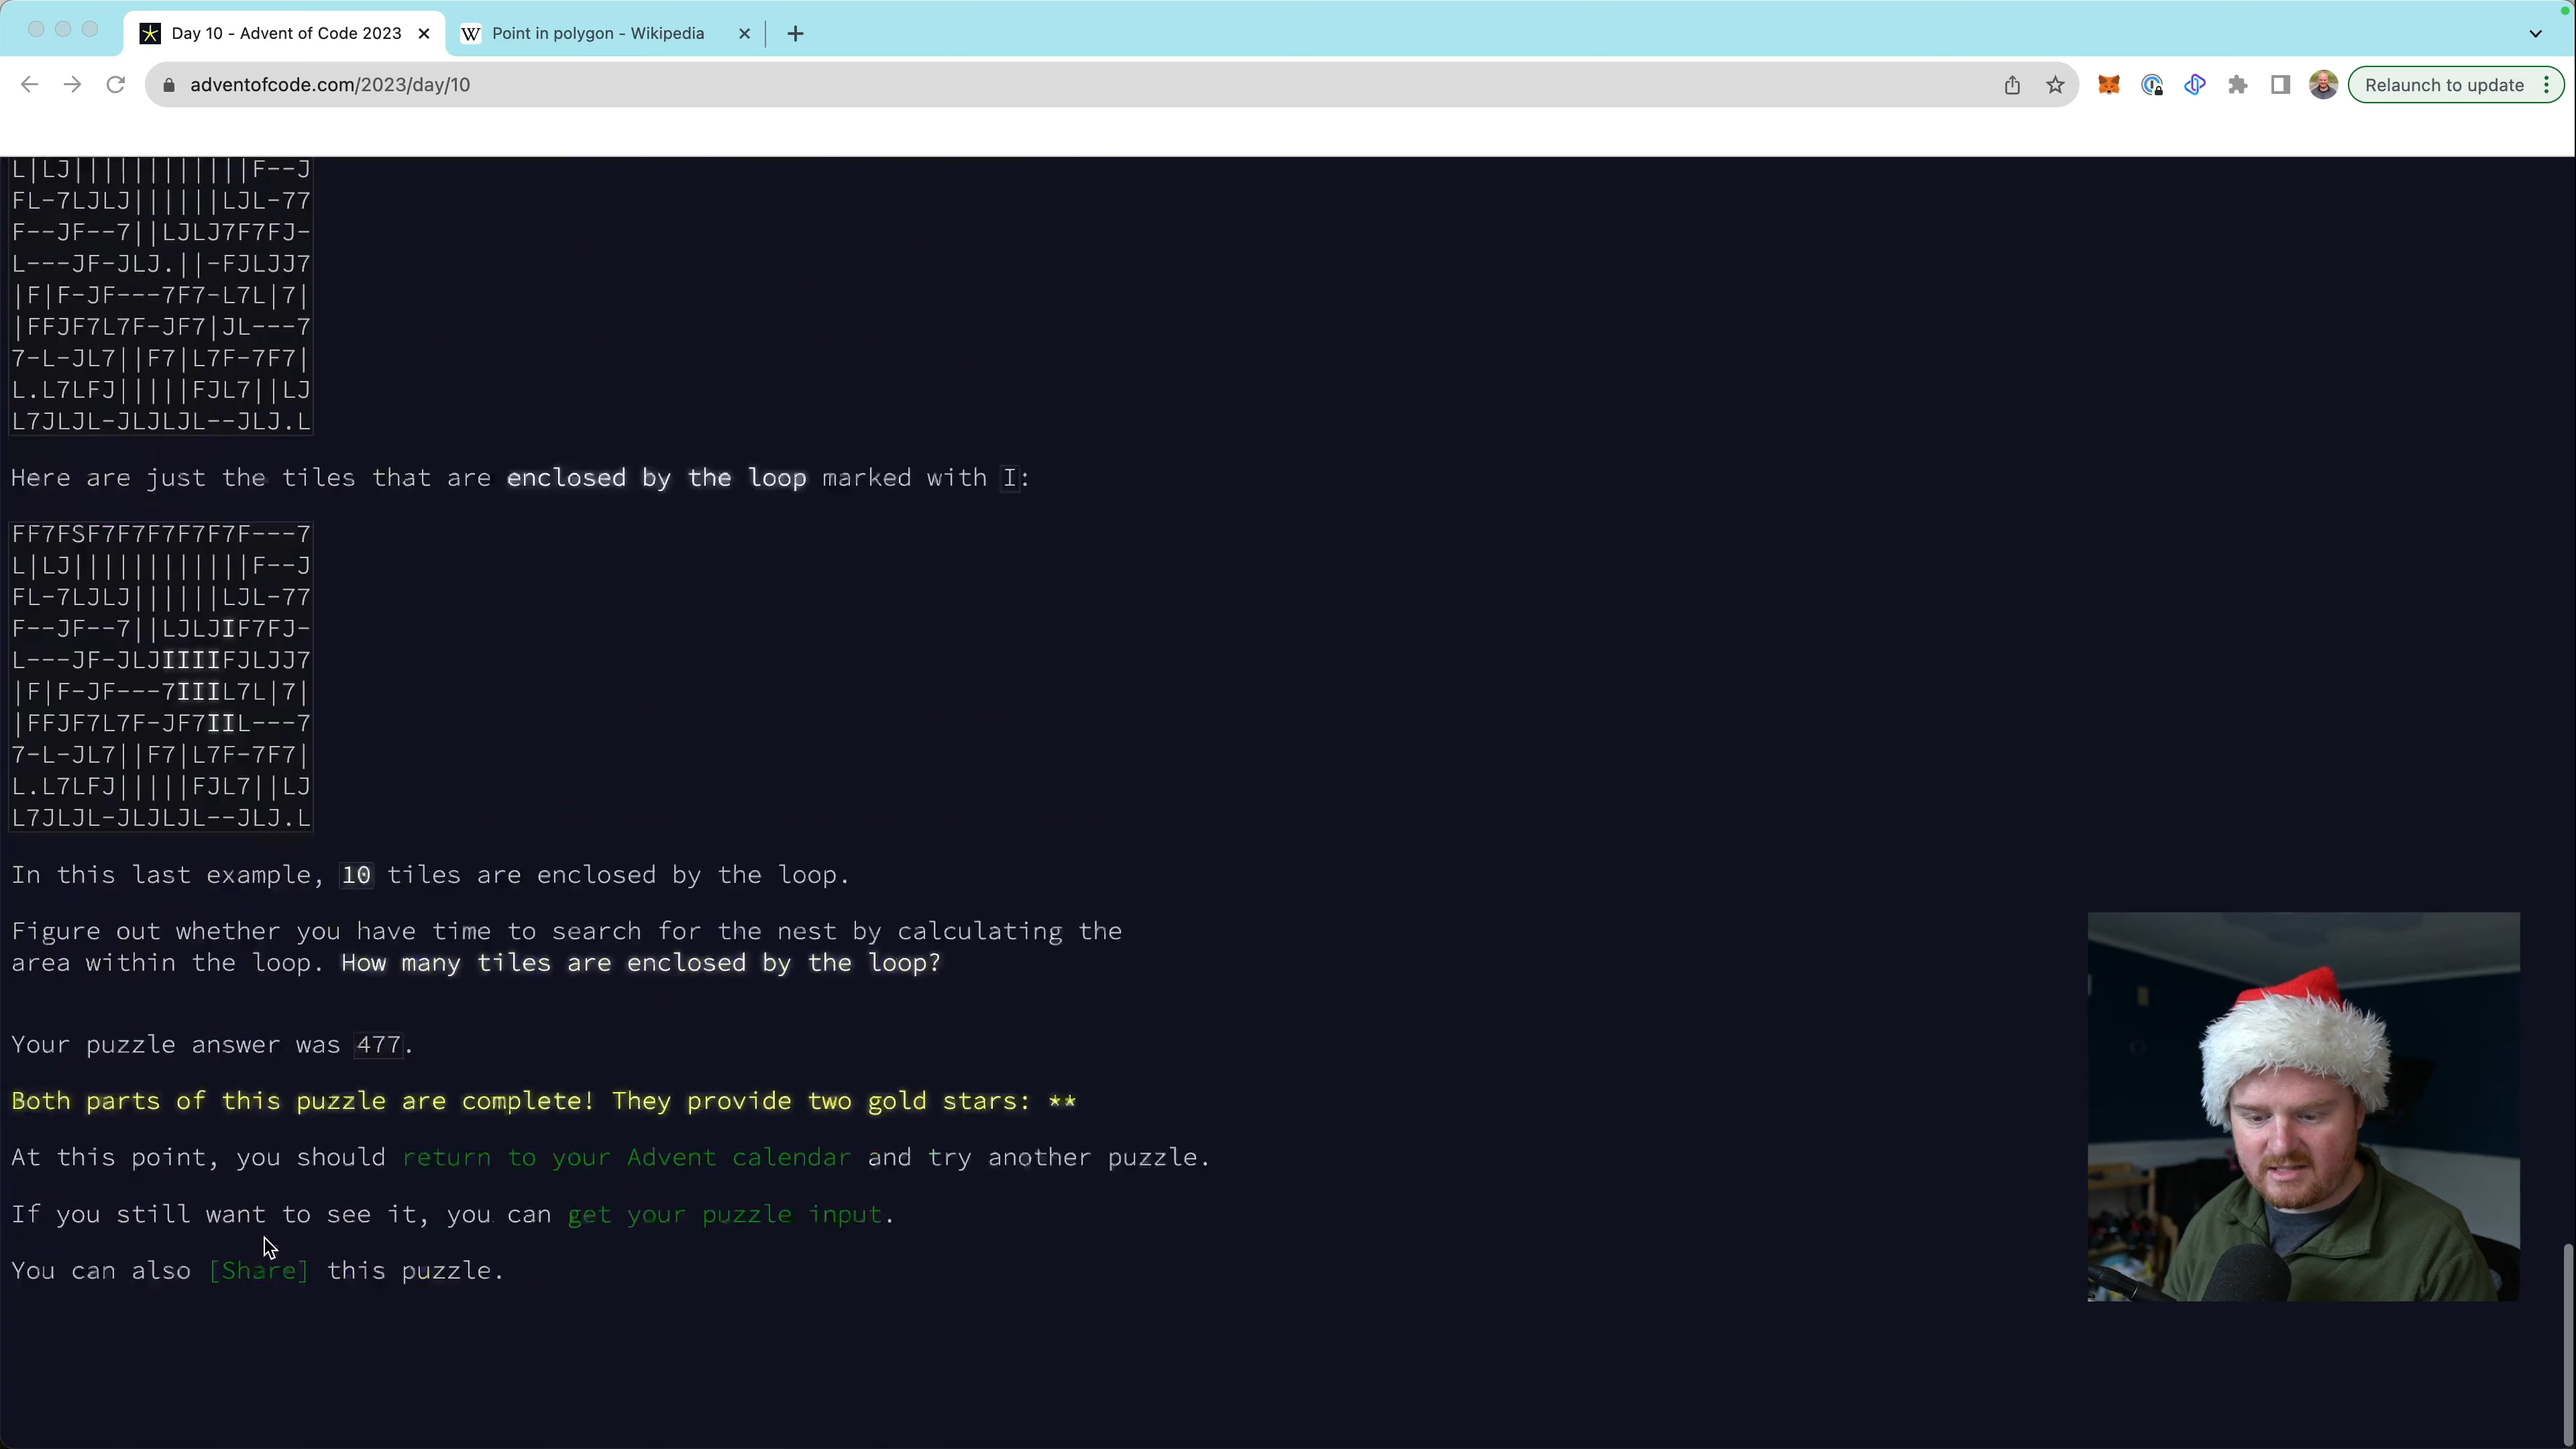 Day 10 - Advent of Code 2023
Point in polygon - Wikipedia
adventofcode.com/2023/day/10
Relaunch to update
L|LJ||||||||||||F--J
FL-7LJLJ||||||LJL-77
F--JF--7||LJLJ7F7FJ-
L---JF-JLJ.||-FJLJJ7
|F|F-JF---7F7-L7L|7|
|FFJF7L7F-JF7|JL---7
7-L-JL7||F7|L7F-7F7|
L.L7LFJ|||||FJL7||LJ
L7JLJL-JLJLJL--JLJ.L
Here are just the tiles that are enclosed by the loop marked with I:
FF7FSF7F7F7F7F7F---7
L|LJ||||||||||||F--J
FL-7LJLJ||||||LJL-77
F--JF--7||LJLJIF7FJ-
L---JF-JLJIIIIFJLJJ7
|F|F-JF---7IIIL7L|7|
|FFJF7L7F-JF7IIL---7
7-L-JL7||F7|L7F-7F7|
L.L7LFJ|||||FJL7||LJ
L7JLJL-JLJLJL--JLJ.L
In this last example, 10 tiles are enclosed by the loop.
Figure out whether you have time to search for the nest by calculating the
area within the loop. How many tiles are enclosed by the loop?
Your puzzle answer was 477.
Both parts of this puzzle are complete! They provide two gold stars: **
At this point, you should return to your Advent calendar and try another puzzle.
If you still want to see it, you can get your puzzle input.
You can also [Share] this puzzle.